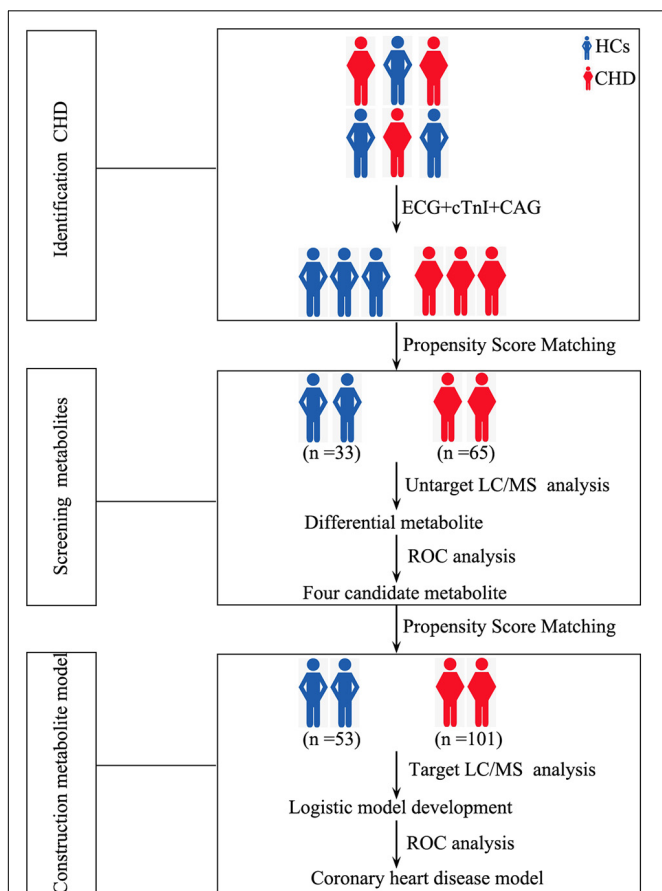 Identification CHD
HCs
CHD
ECG+cTnI+CAG
Propensity Score Matching
Screening metabolites
(n =33)
(n =65)
Untarget LC/MS analysis
Differential metabolite
ROC analysis
Four candidate metabolite
Propensity Score Matching
Construction metabolite model
(n =53)
(n =101)
Target LC/MS analysis
Logistic model development
ROC analysis
Coronary heart disease model